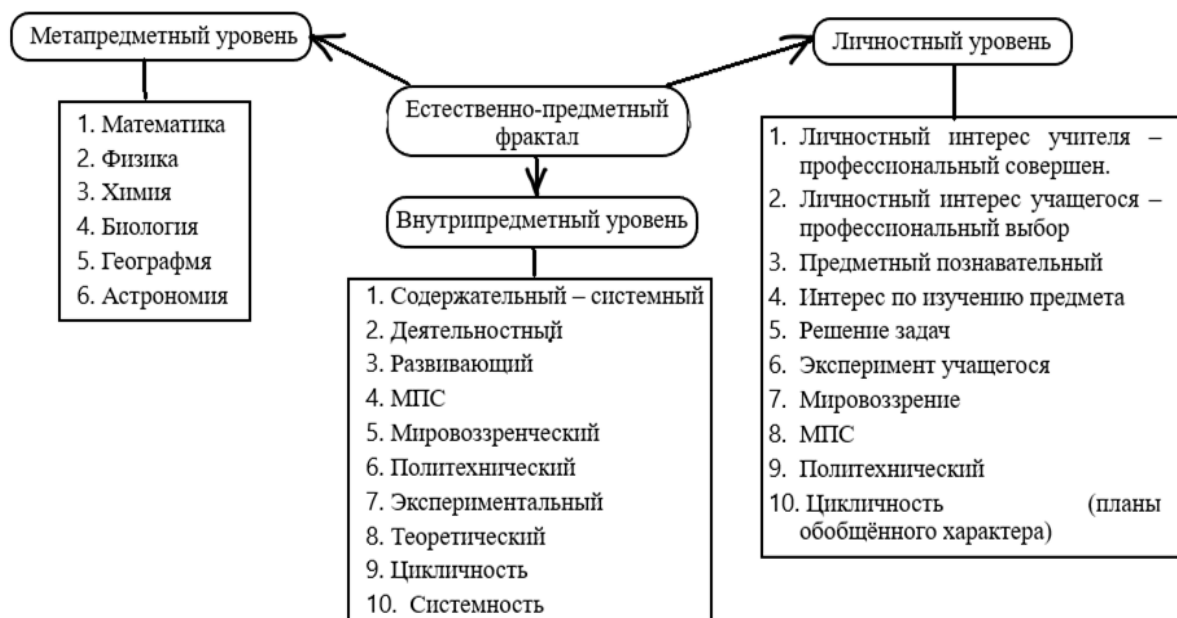 Метапредметный уровень
Личностный уровень
Естественно-предметный
фрактал
Внутрипредметный уровень
1. Математика
2. Физика
3. Химия
4. Биология
5. Географмя
6. Астрономия
1. Содержательный – системный
2. Деятельностный
3. Развивающий
4. МПС
5. Мировоззренческий
6. Политехнический
7. Экспериментальный
8. Теоретический
9. Цикличность
10. Системность
1. Личностный интерес учителя –
профессиональный совершен.
2. Личностный интерес учащегося –
профессиональный выбор
3. Предметный познавательный
4. Интерес по изучению предмета
5. Решение задач
6. Эксперимент учащегося
7. Мировоззрение
8. МПС
9. Политехнический
10. Цикличность (планы
обобщённого характера)